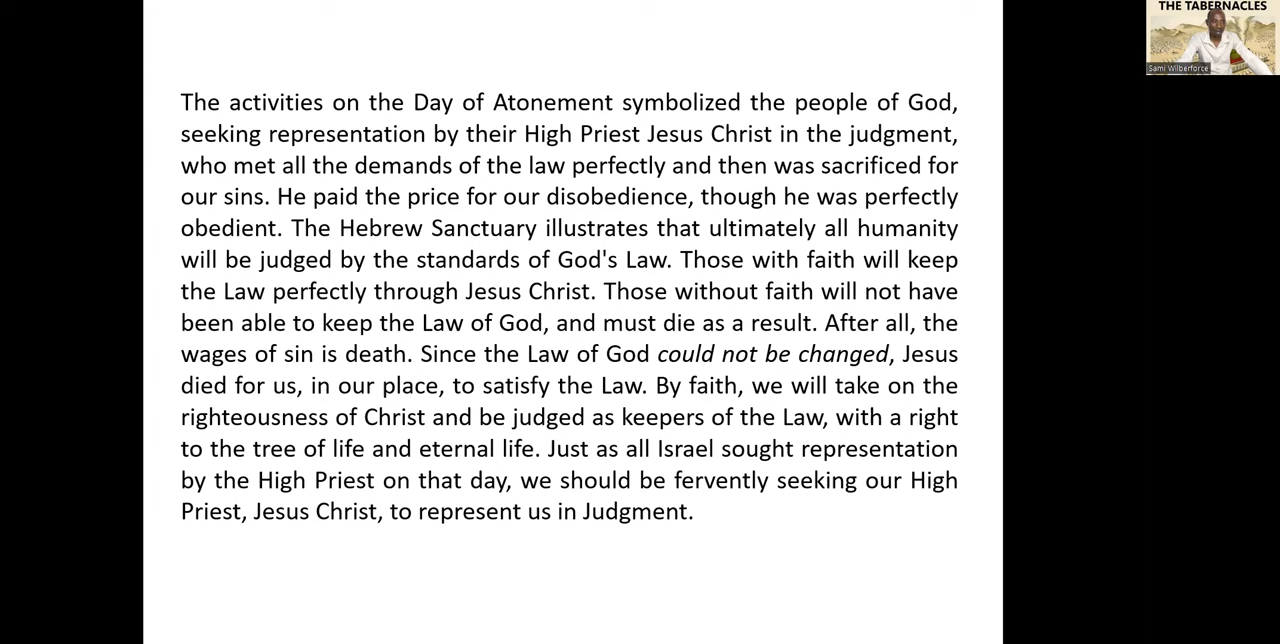 THE TABERNACLES
Sami Wilberforce
The activities on the Day of Atonement symbolized the people of God,
seeking representation by their High Priest Jesus Christ in the judgment,
who met all the demands of the law perfectly and then was sacrificed for
our sins. He paid the price for our disobedience, though he was perfectly
obedient. The Hebrew Sanctuary illustrates that ultimately all humanity
will be judged by the standards of God's Law. Those with faith will keep
the Law perfectly through Jesus Christ. Those without faith will not have
been able to keep the Law of God, and must die as a result. After all, the
wages of sin is death. Since the Law of God could not be changed, Jesus
died for us, in our place, to satisfy the Law. By faith, we will take on the
righteousness of Christ and be judged as keepers of the Law, with a right
to the tree of life and eternal life. Just as all Israel sought representation
by the High Priest on that day, we should be fervently seeking our High
Priest, Jesus Christ, to represent us in Judgment.